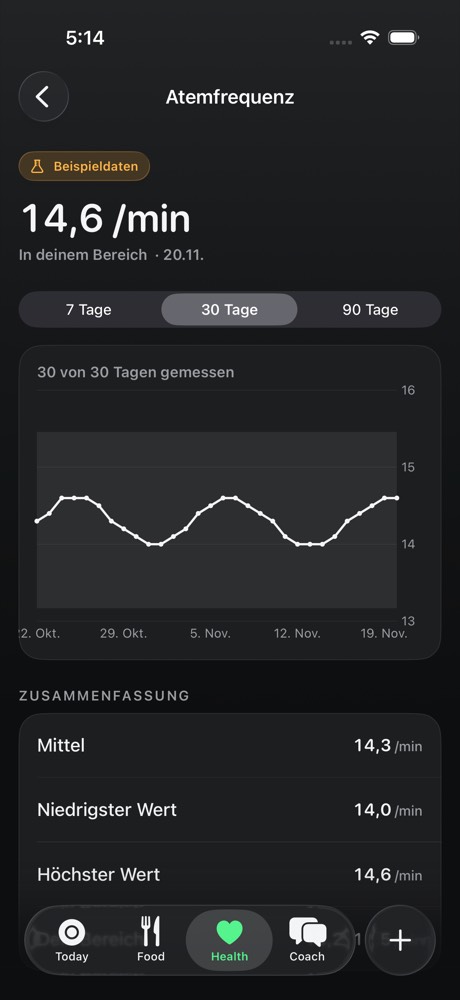 5:14
Atemfrequenz
Beispieldaten
14,6 /min
In deinem Bereich · 20.11.
7 Tage 30 Tage 90 Tage
30 von 30 Tagen gemessen
16
15
14
13
2. Okt. 29. Okt. 5. Nov. 12. Nov. 19. Nov.
ZUSAMMENFASSUNG
Mittel 14,3 /min
Niedrigster Wert 14,0 /min
Höchster Wert 14,6 /min
Today Food Health Coach